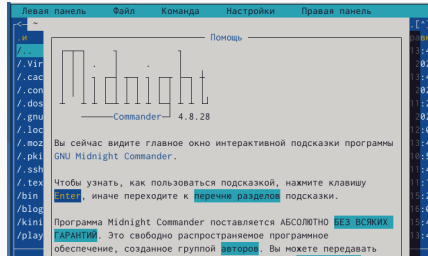 Левая панель Файл Команда Настройки Правая панель
<— ~
.[^]
Помощь
.и
/..
/.Vir
/.cac
/.con
/.dos
/.gnu
/.loc
/.moz
/.pki
/.ssh
/.tex
/bin
/blog
/kini
/play
Midnight
Commander 4.8.28
Вы сейчас видите главное окно интерактивной подсказки программы
GNU Midnight Commander.
Чтобы узнать, как пользоваться подсказкой, нажмите клавишу
Enter, иначе переходите к перечню разделов подсказки.
Программа Midnight Commander поставляется АБСОЛЮТНО БЕЗ ВСЯКИХ
ГАРАНТИЙ. Это свободно распространяемое программное
обеспечение, созданное группой авторов. Вы можете передавать